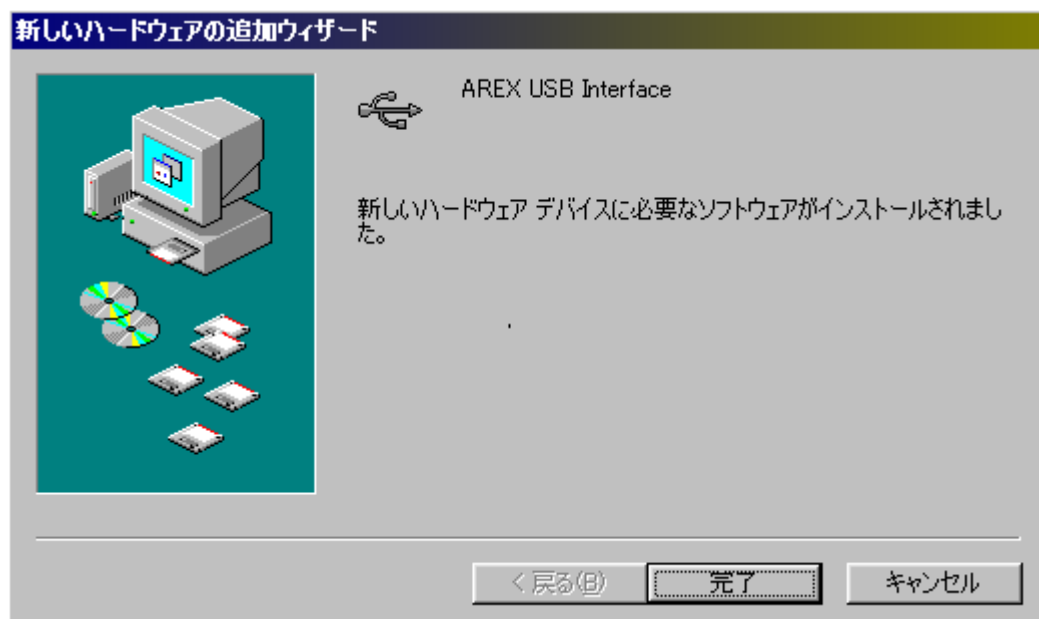 新しいハードウェアの追加ウィザード
AREX USB Interface
新しいハードウェア デバイスに必要なソフトウェアがインストールされまし
た。
< 戻る(B)
完了
キャンセル